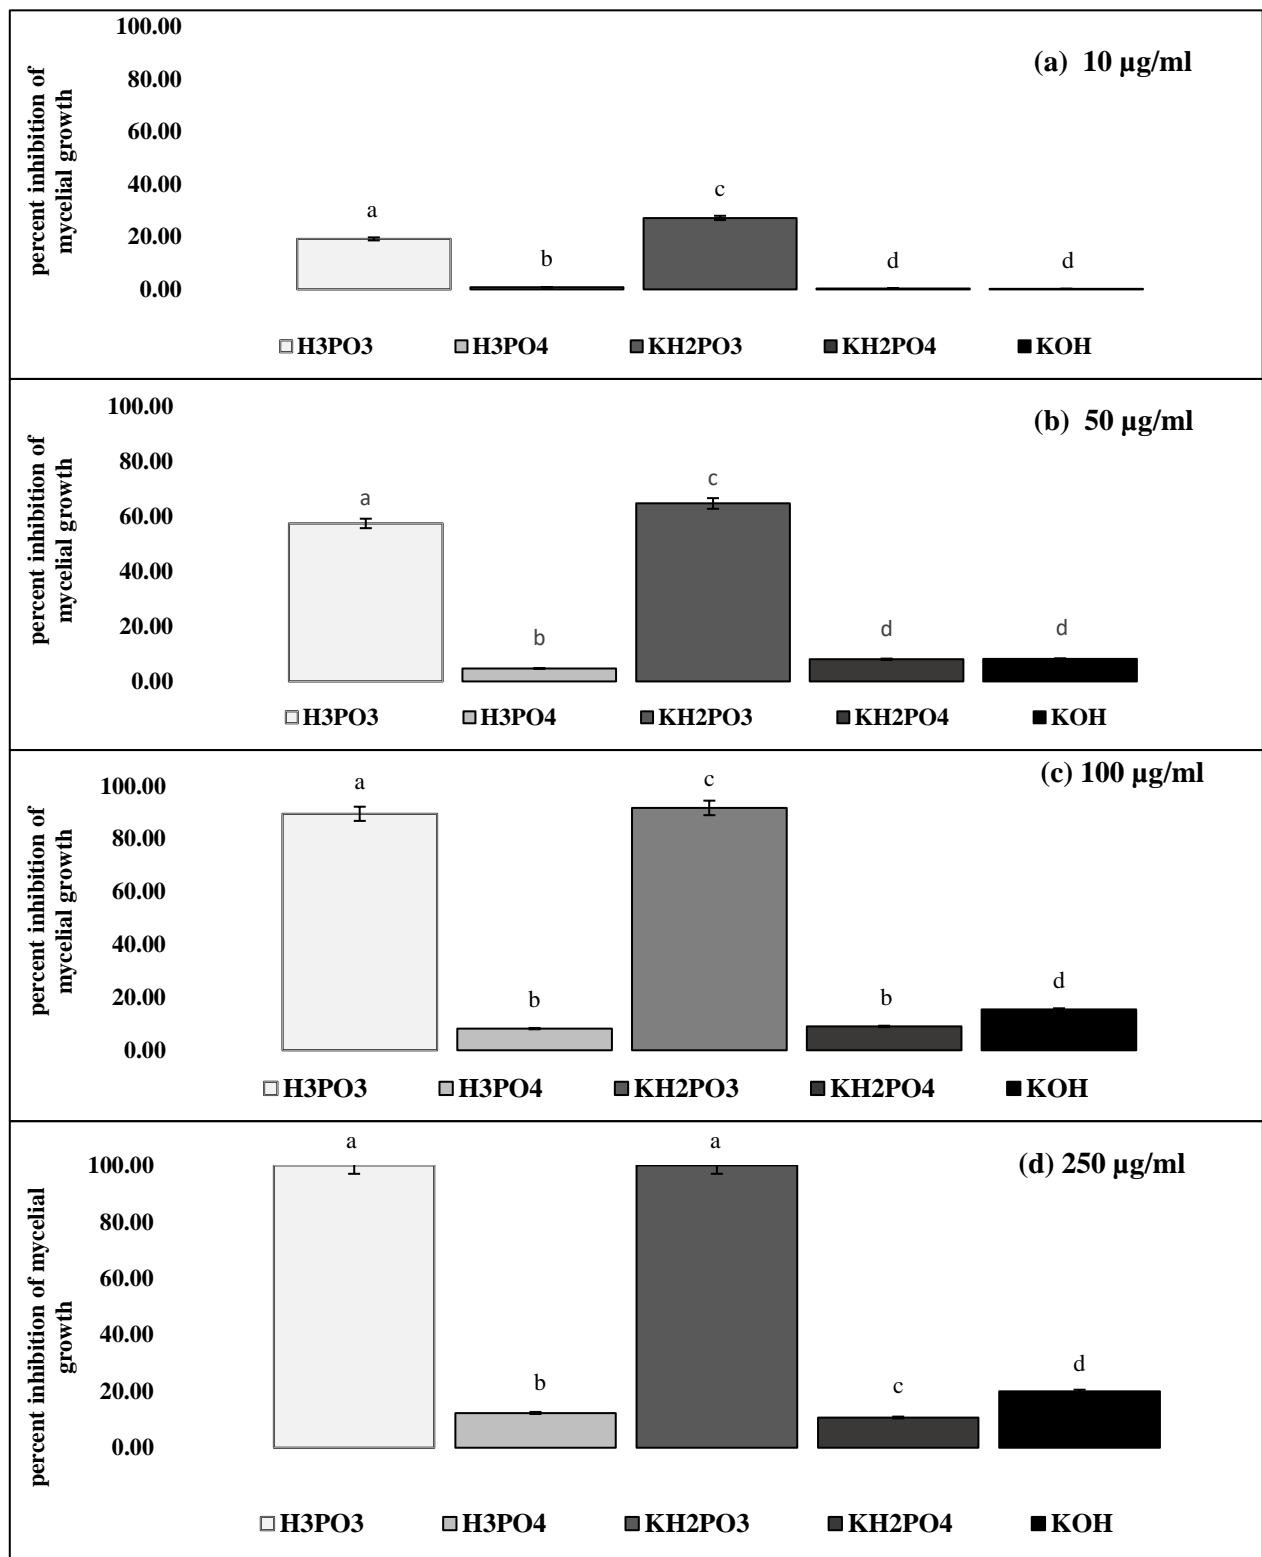 percent inhibition of
mycelial growth
100.00
80.00
60.00
40.00
20.00
0.00
(a) 10 µg/ml
a
b
c
d
d
H3PO3
H3PO4
KH2PO3
KH2PO4
KOH
percent inhibition of
mycelial growth
100.00
80.00
60.00
40.00
20.00
0.00
(b) 50 µg/ml
a
b
c
d
d
H3PO3
H3PO4
KH2PO3
KH2PO4
KOH
percent inhibition of
mycelial growth
100.00
80.00
60.00
40.00
20.00
0.00
(c) 100 µg/ml
a
b
c
b
d
H3PO3
H3PO4
KH2PO3
KH2PO4
KOH
percent inhibition of mycelial
growth
100.00
80.00
60.00
40.00
20.00
0.00
(d) 250 µg/ml
a
b
a
c
d
H3PO3
H3PO4
KH2PO3
KH2PO4
KOH